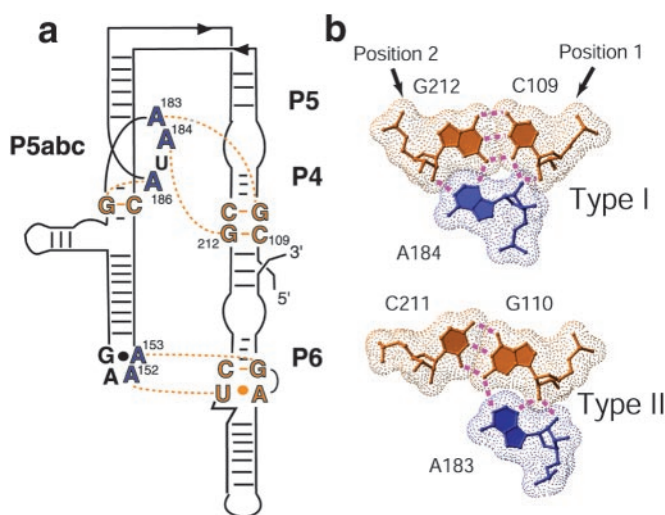 a
183
A
184
A
U
A
186
P5
P5abc
P4
G C
C G
212 G C 109
3'
5'
153
G A
A A
152
P6
C G
U A
b
Position 2
Position 1
G212
C109
Type I
A184
C211
G110
Type II
A183